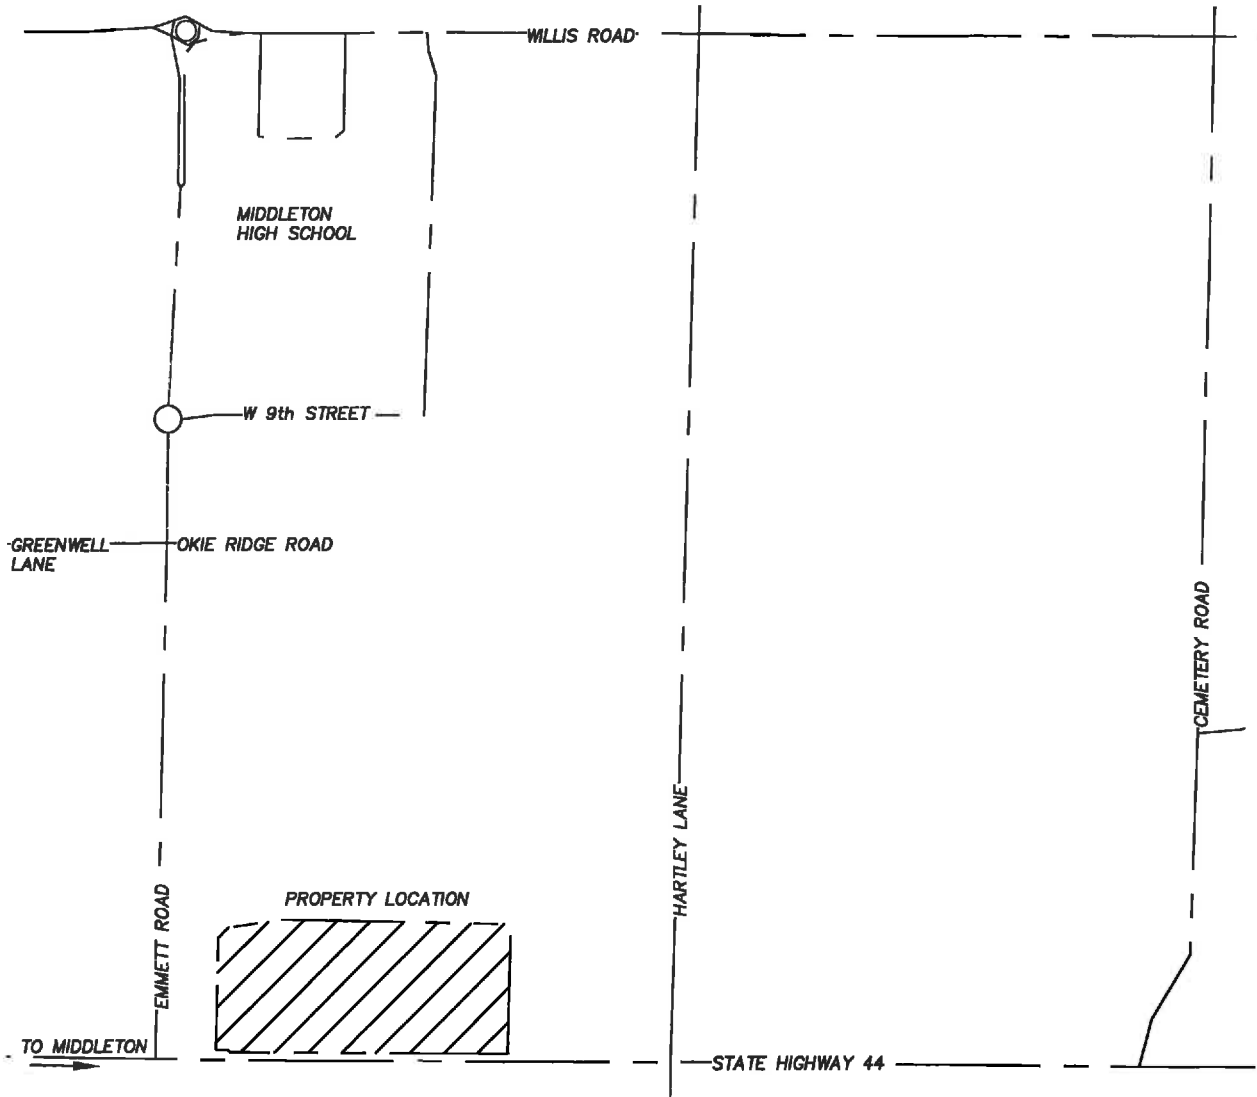 WILLIS ROAD
MIDDLETON
HIGH SCHOOL
W 9th STREET
GREENWELL
LANE
OKIE RIDGE ROAD
CEMETERY ROAD
HARTLEY LANE
PROPERTY LOCATION
EMMETT ROAD
TO MIDDLETON
STATE HIGHWAY 44